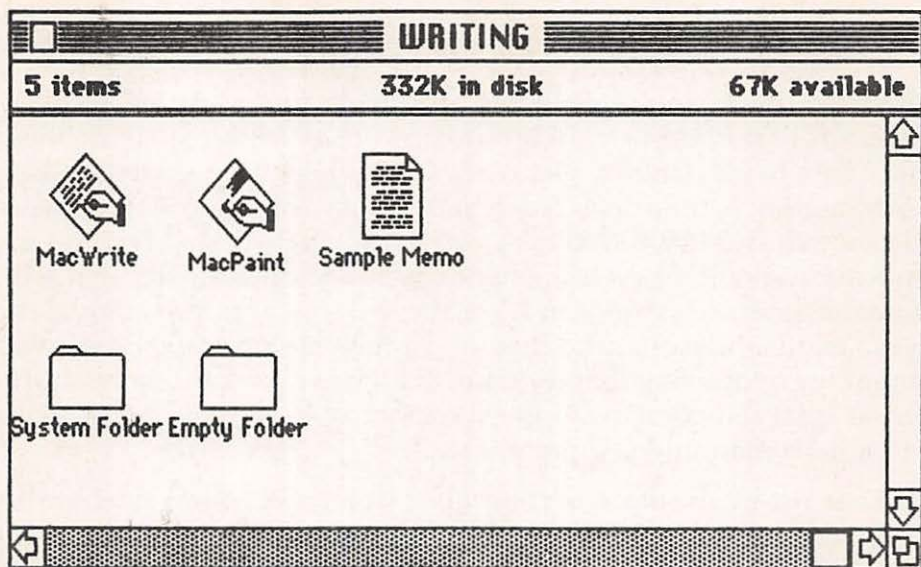 WRITING
5 items 332K in disk 67K available
MacWrite MacPaint Sample Memo
System Folder Empty Folder